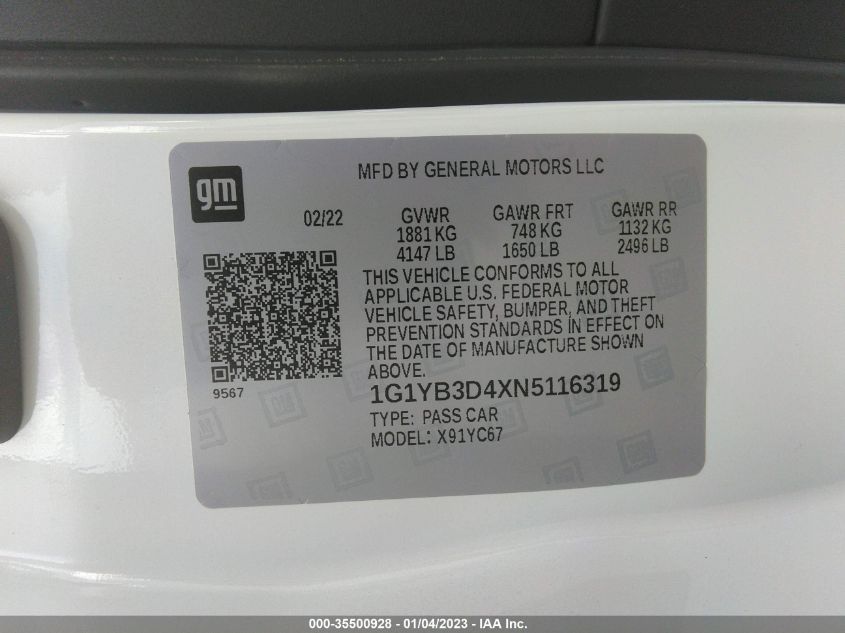 gm
MFD BY GENERAL MOTORS LLC
02/22 GVWR GAWR FRT GAWR RR
1881 KG 748 KG 1132 KG
4147 LB 1650 LB 2496 LB
THIS VEHICLE CONFORMS TO ALL
APPLICABLE U.S. FEDERAL MOTOR
VEHICLE SAFETY, BUMPER, AND THEFT
PREVENTION STANDARDS IN EFFECT ON
THE DATE OF MANUFACTURE SHOWN
ABOVE.
9567
1G1YB3D4XN5116319
TYPE: PASS CAR
MODEL: X91YC67
000-35500928 - 01/04/2023 - IAA Inc.